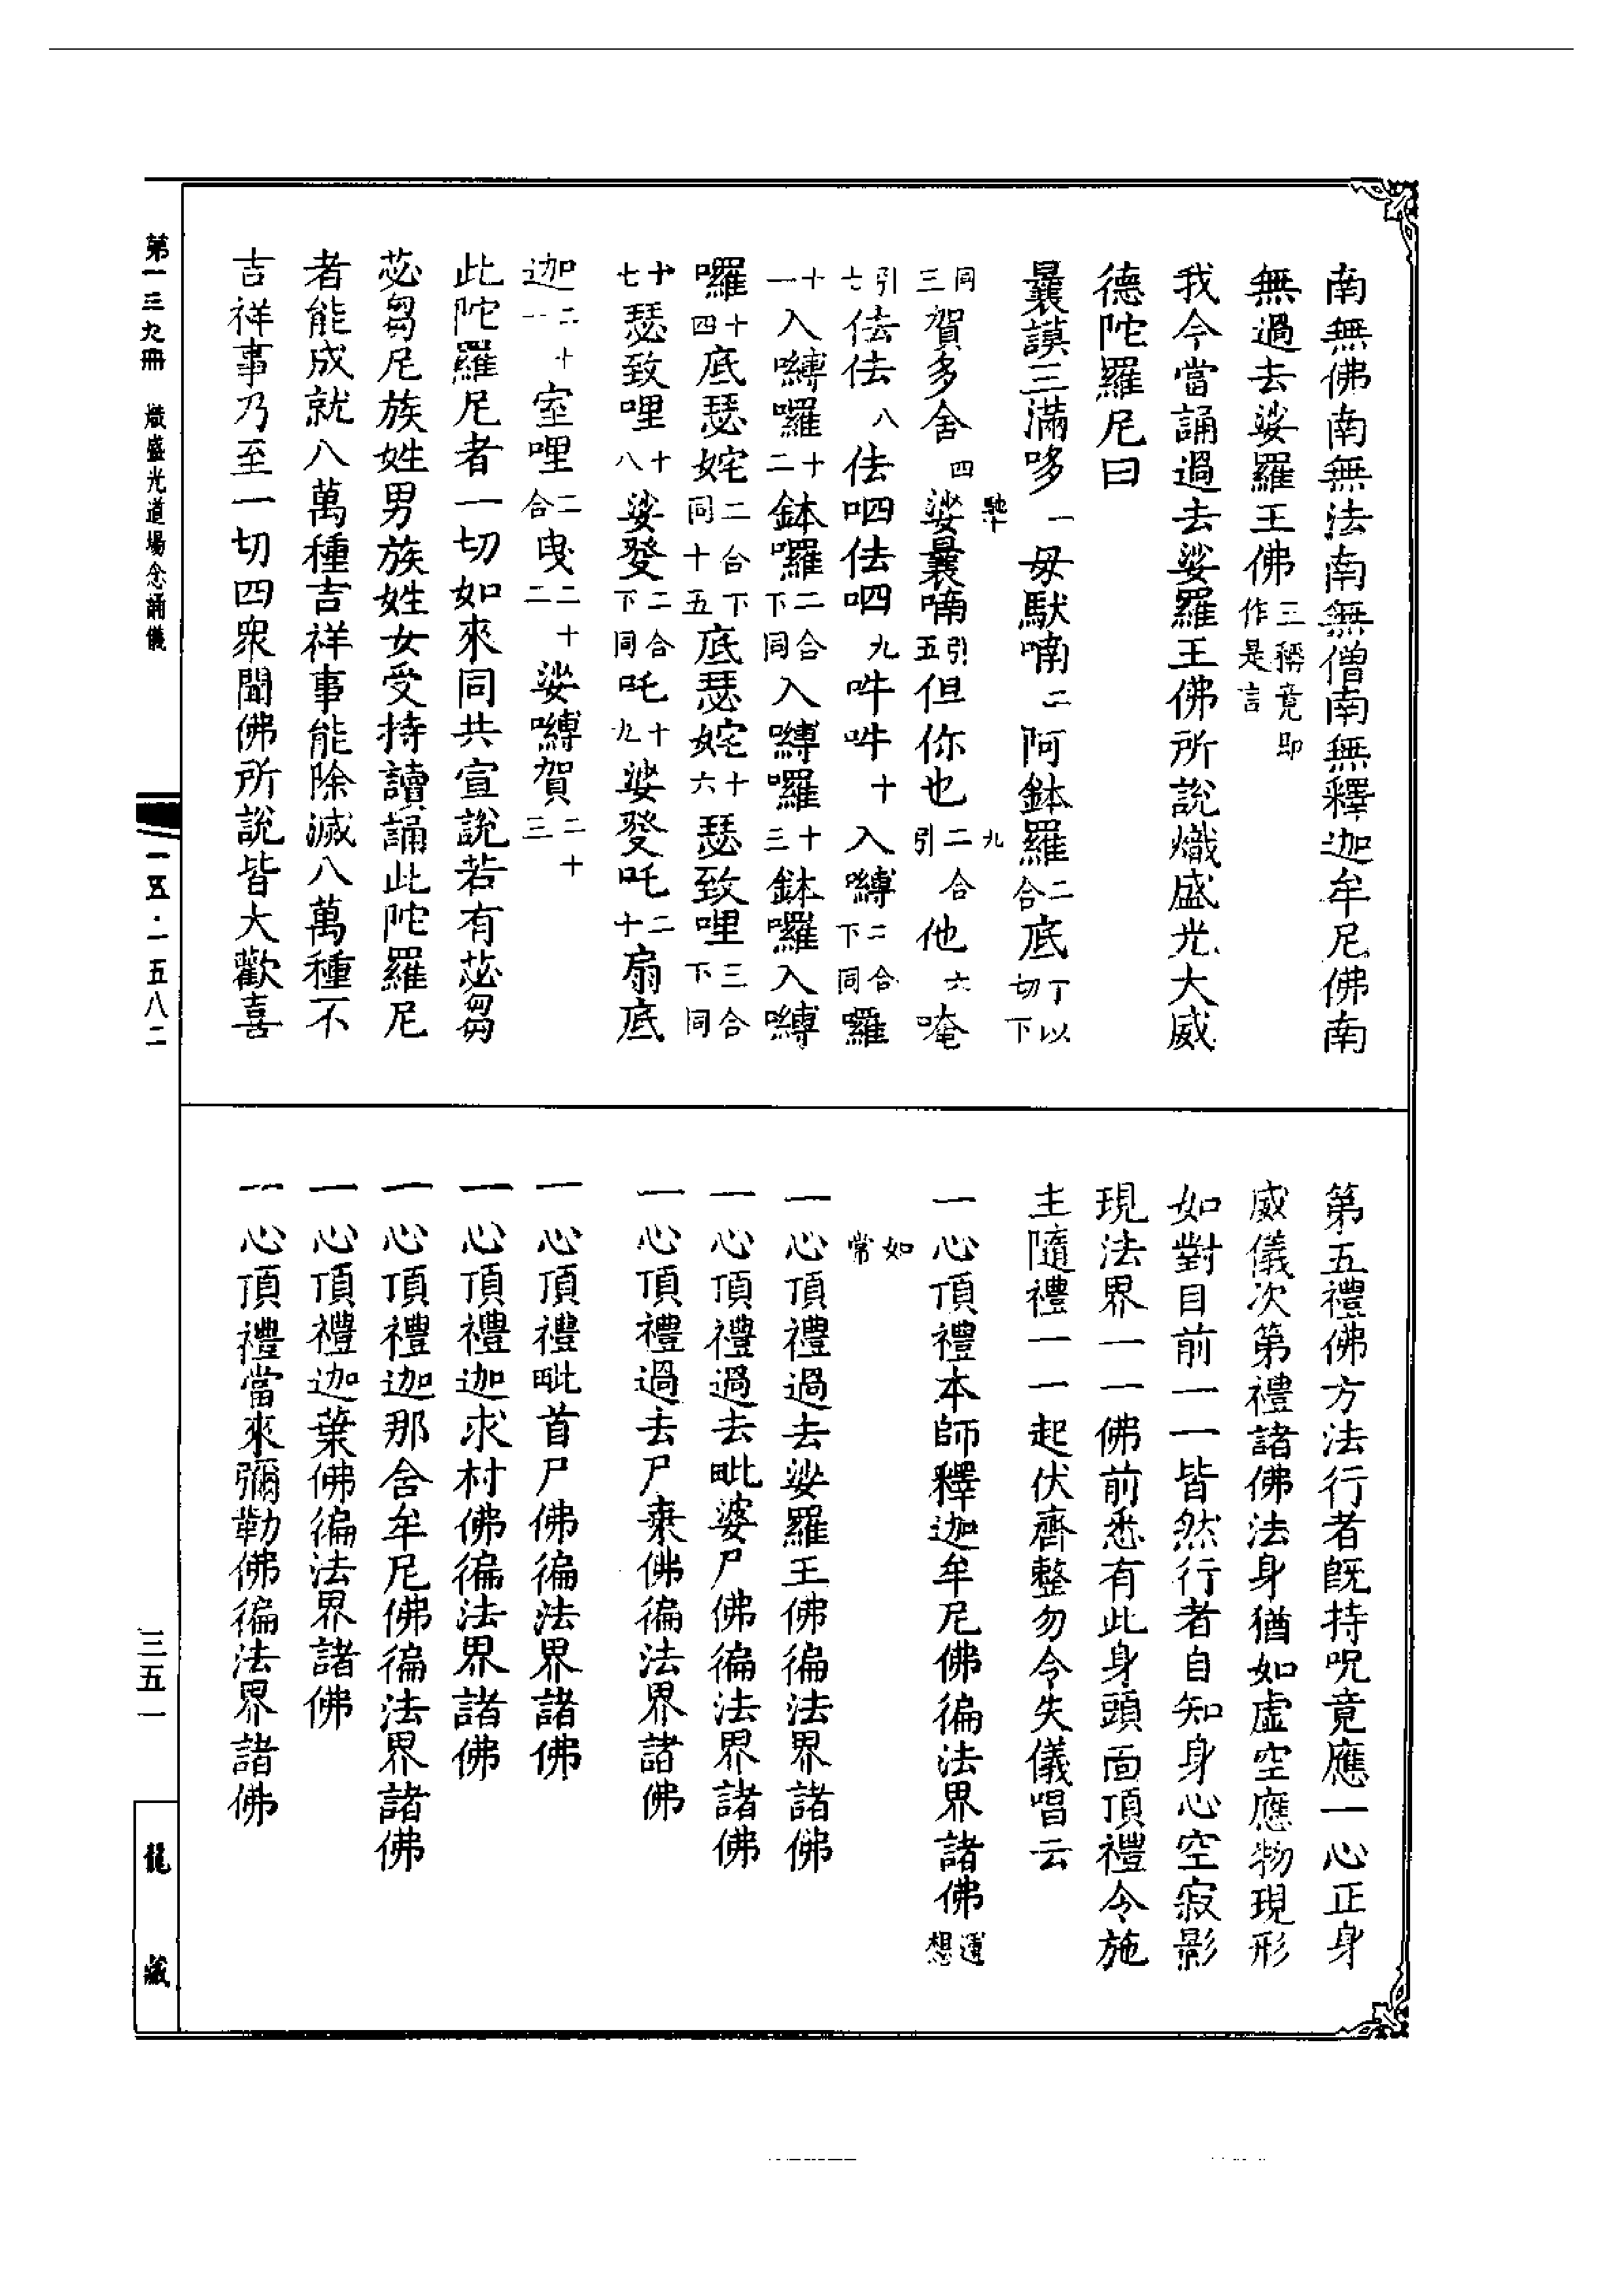 南無佛南無法南無僧南無釋迦牟尼佛南
無過去娑羅王佛三稱竟即作是言
我今當誦過去娑羅王佛所說熾盛光大威
德陀羅尼曰
曩謨三滿哆一毋馱喃二阿鉢羅二合底丁以切下
同三賀多舍四娑曩喃引五但你也二合引他六唵
馳十
九
引七佉佉八佉呬佉呬九吽吽十入嚩二合下同囉
十一入嚩囉十二鉢囉二合下同入嚩囉十三鉢囉入嚩
囉十四底瑟姹二合下同十五底瑟姹十六瑟致哩三合下同
十七瑟致哩十八娑癹二合下同吒十九娑癹吒二十扇底
迦二十一室哩二合曳二十二娑嚩賀二十三
此陀羅尼者一切如來同共宣說若有苾芻
苾芻尼族姓男族姓女受持讀誦此陀羅尼
者能成就八萬種吉祥事能除滅八萬種不
吉祥事乃至一切四衆聞佛所說皆大歡喜
第五禮佛方法行者旣持呪竟應一心正身
威儀次第禮諸佛法身猶如虛空應物現形
如對目前一一皆然行者自知身心空寂影
現法界一一佛前悉有此身頭面頂禮令施
主隨禮一一起伏齊整勿令失儀唱云
一心頂禮本師釋迦牟尼佛徧法界諸佛運想
如常
一心頂禮過去娑羅王佛徧法界諸佛
一心頂禮過去毗婆尸佛徧法界諸佛
一心頂禮過去尸棄佛徧法界諸佛
一心頂禮毗首尸佛徧法界諸佛
一心頂禮迦求村佛徧法界諸佛
一心頂禮迦那含牟尼佛徧法界諸佛
一心頂禮迦葉佛徧法界諸佛
一心頂禮當來彌勒佛徧法界諸佛
第一三九冊 熾盛光道場念誦儀
一五·一五八二
三五一
龍藏